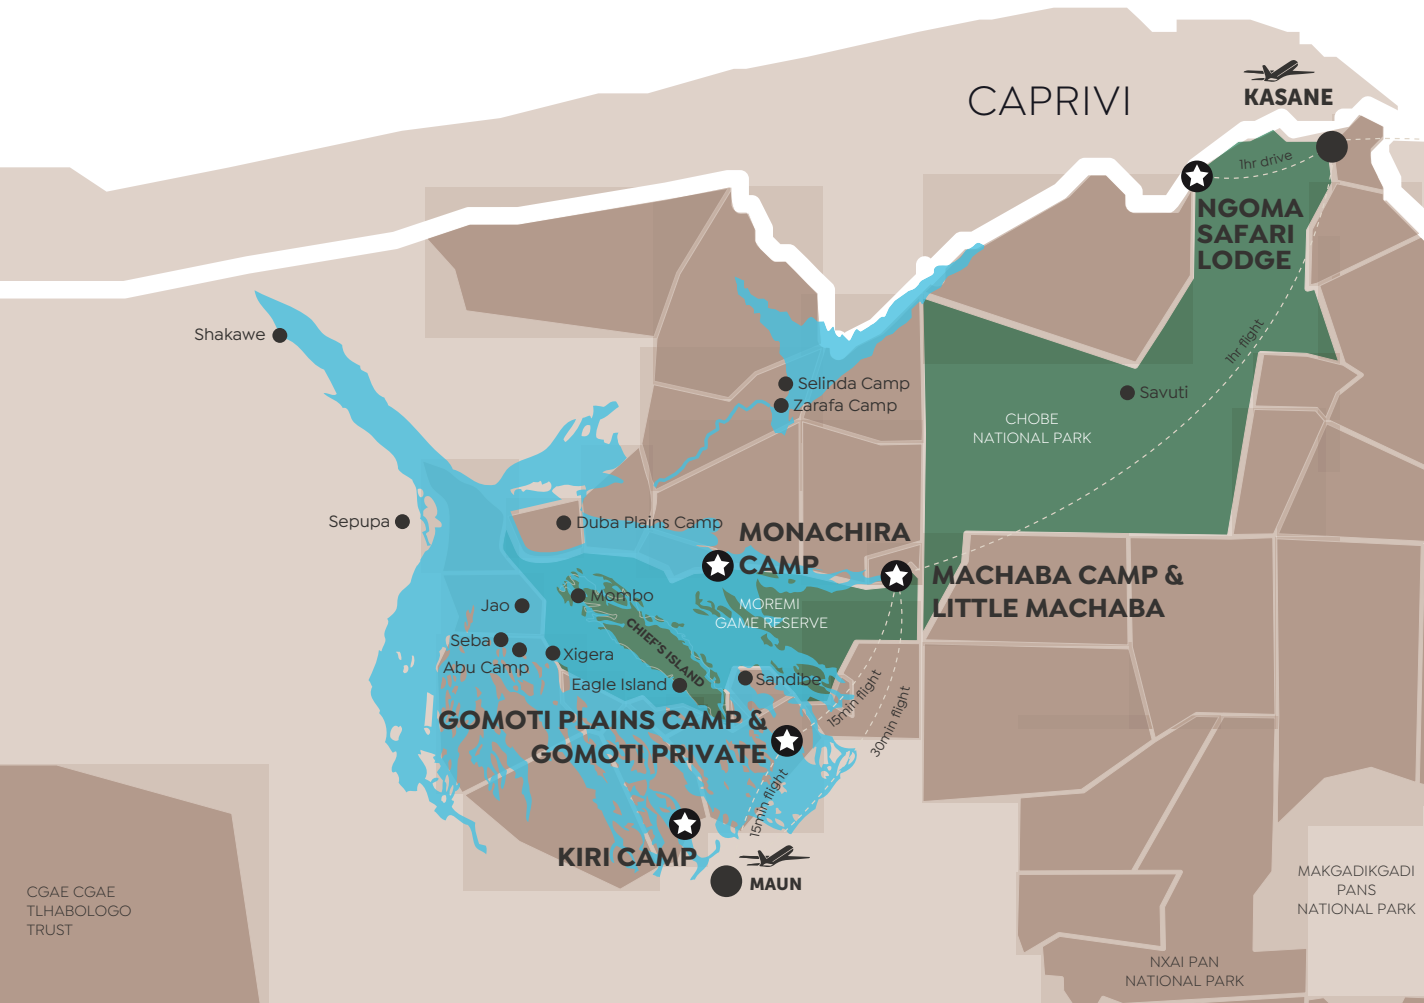 CAPRIVI
KASANE
1hr drive
NGOMA
SAFARI
LODGE
1hr flight
Shakawe
Selinda Camp
Zarafa Camp
Savuti
CHOBE
NATIONAL PARK
Sepupa
Duba Plains Camp
MONACHIRA
CAMP
MACHABA CAMP &
LITTLE MACHABA
Mombo
MOREMI
GAME RESERVE
Jao
CHIEF'S ISLAND
Seba
Abu Camp
Xigera
Eagle Island
Sandibe
15min flight
30min flight
GOMOTI PLAINS CAMP &
GOMOTI PRIVATE
15min flight
KIRI CAMP
MAUN
CGAE CGAE
TLHABOLOGO
TRUST
MAKGADIKGADI
PANS
NATIONAL PARK
NXAI PAN
NATIONAL PARK